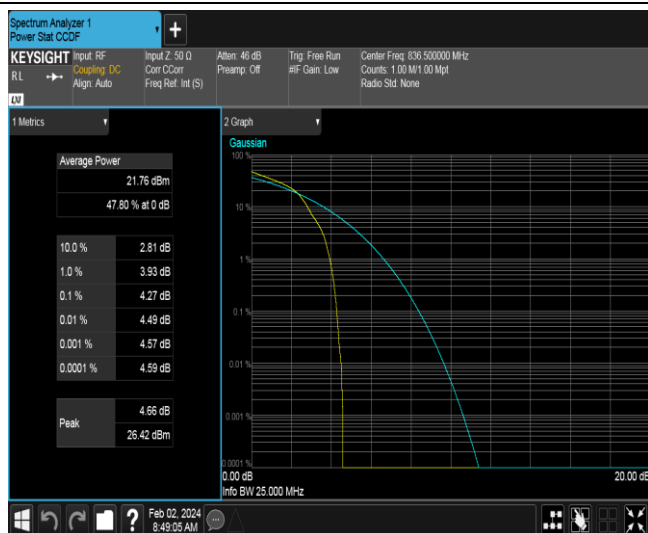 Spectrum Analyzer 1
Power Stat CCDF
+
KEYSIGHT
RL
LXI
Input: RF
Coupling: DC
Align: Auto
Input Z: 50 Ω
Corr CCorr
Freq Ref: Int (S)
Atten: 46 dB
Preamp: Off
Trig: Free Run
#IF Gain: Low
Center Freq: 836.500000 MHz
Counts: 1.00 M/1.00 Mpt
Radio Std: None
1 Metrics
Average Power
21.76 dBm
47.80 % at 0 dB
10.0 % 2.81 dB
1.0 % 3.93 dB
0.1 % 4.27 dB
0.01 % 4.49 dB
0.001 % 4.57 dB
0.0001 % 4.59 dB
Peak
4.66 dB
26.42 dBm
2 Graph
Gaussian
100 %
10 %
1 %
0.1 %
0.01 %
0.001 %
0.0001 %
0.00 dB 20.00 dB
Info BW 25.000 MHz
?
Feb 02, 2024
8:49:05 AM